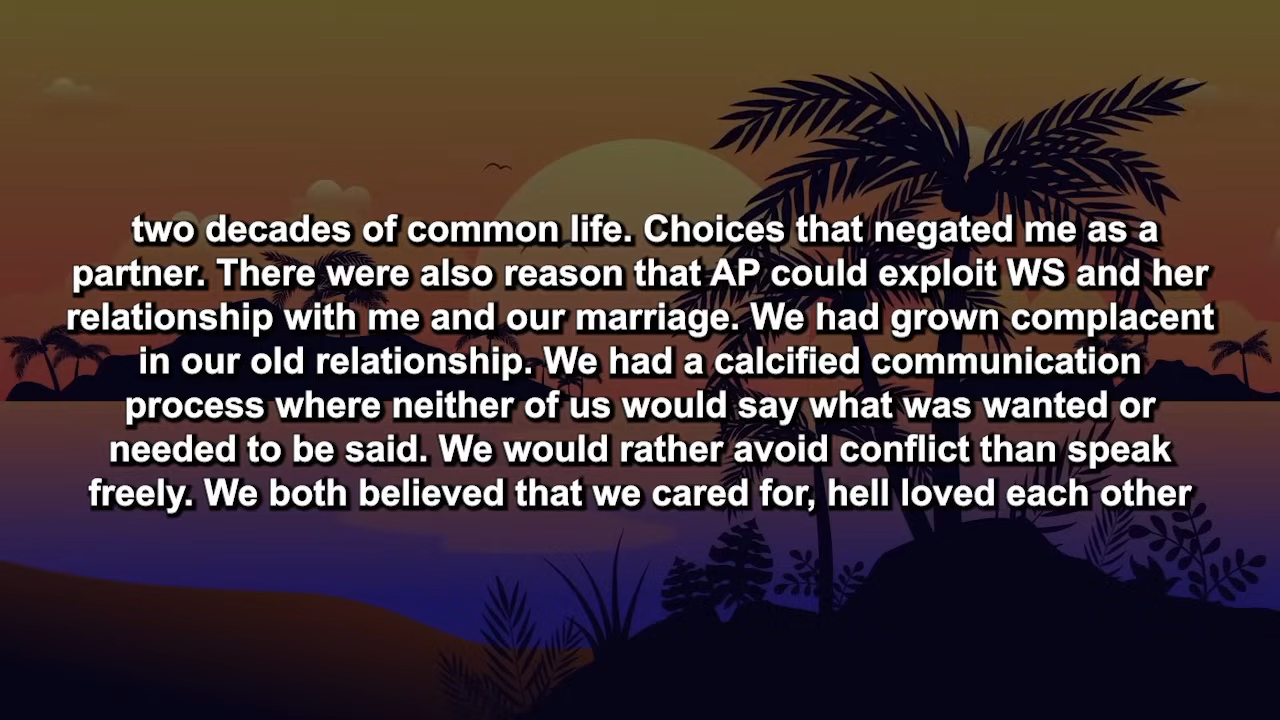 two decades of common life. Choices that negated me as a
partner. There were also reason that AP could exploit WS and her
relationship with me and our marriage. We had grown complacent
in our old relationship. We had a calcified communication
process where neither of us would say what was wanted or
needed to be said. We would rather avoid conflict than speak
freely. We both believed that we cared for, hell loved each other